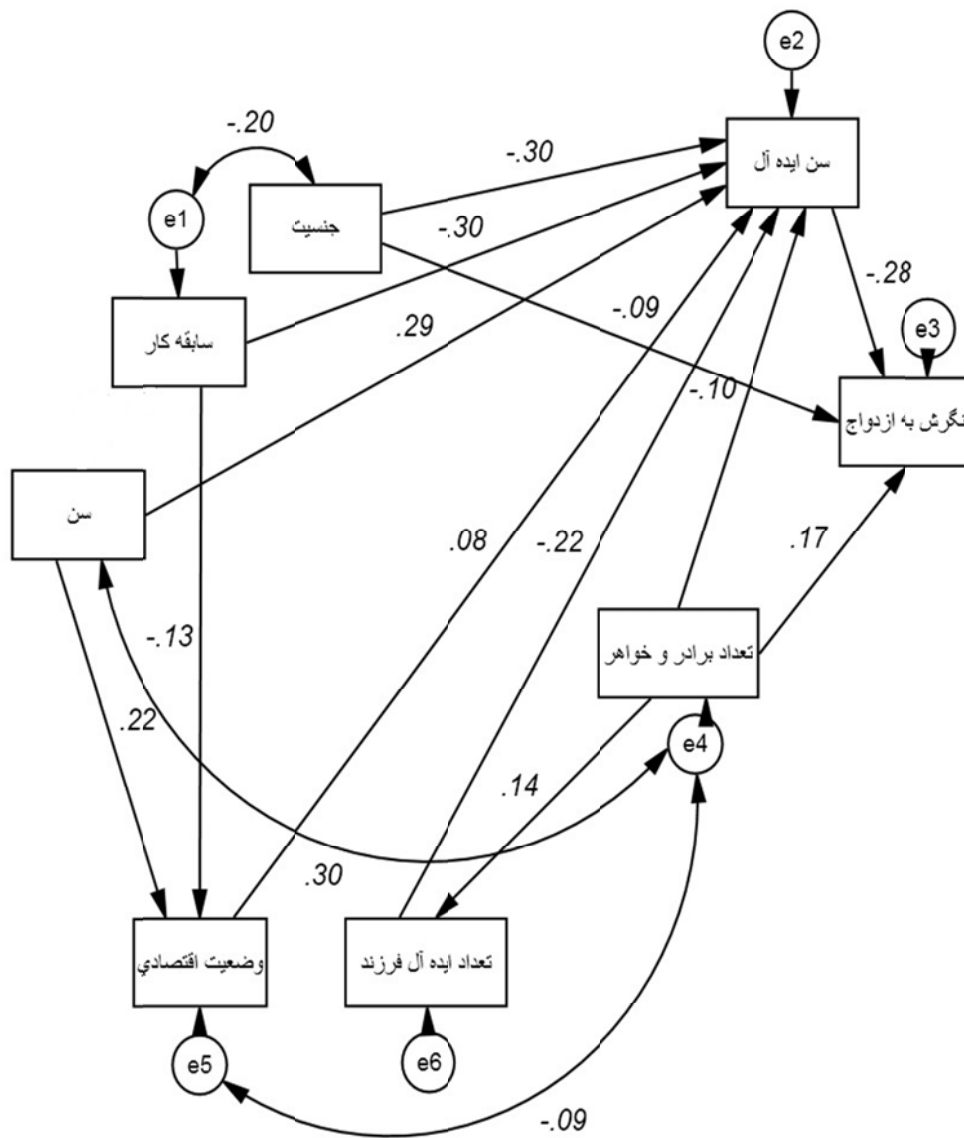 e2
-.20
سن ایده آل
-.30
e1
جنسیت
-.30
-.28
سابقه کار
.29
-.09
e3
-.10
نگرش به ازدواج
سن
.08
-.22
.17
-.13
تعداد برادر و خواهر
.22
e4
.14
.30
وضعیت اقتصادي
تعداد ایده آل فرزند
e5
e6
-.09